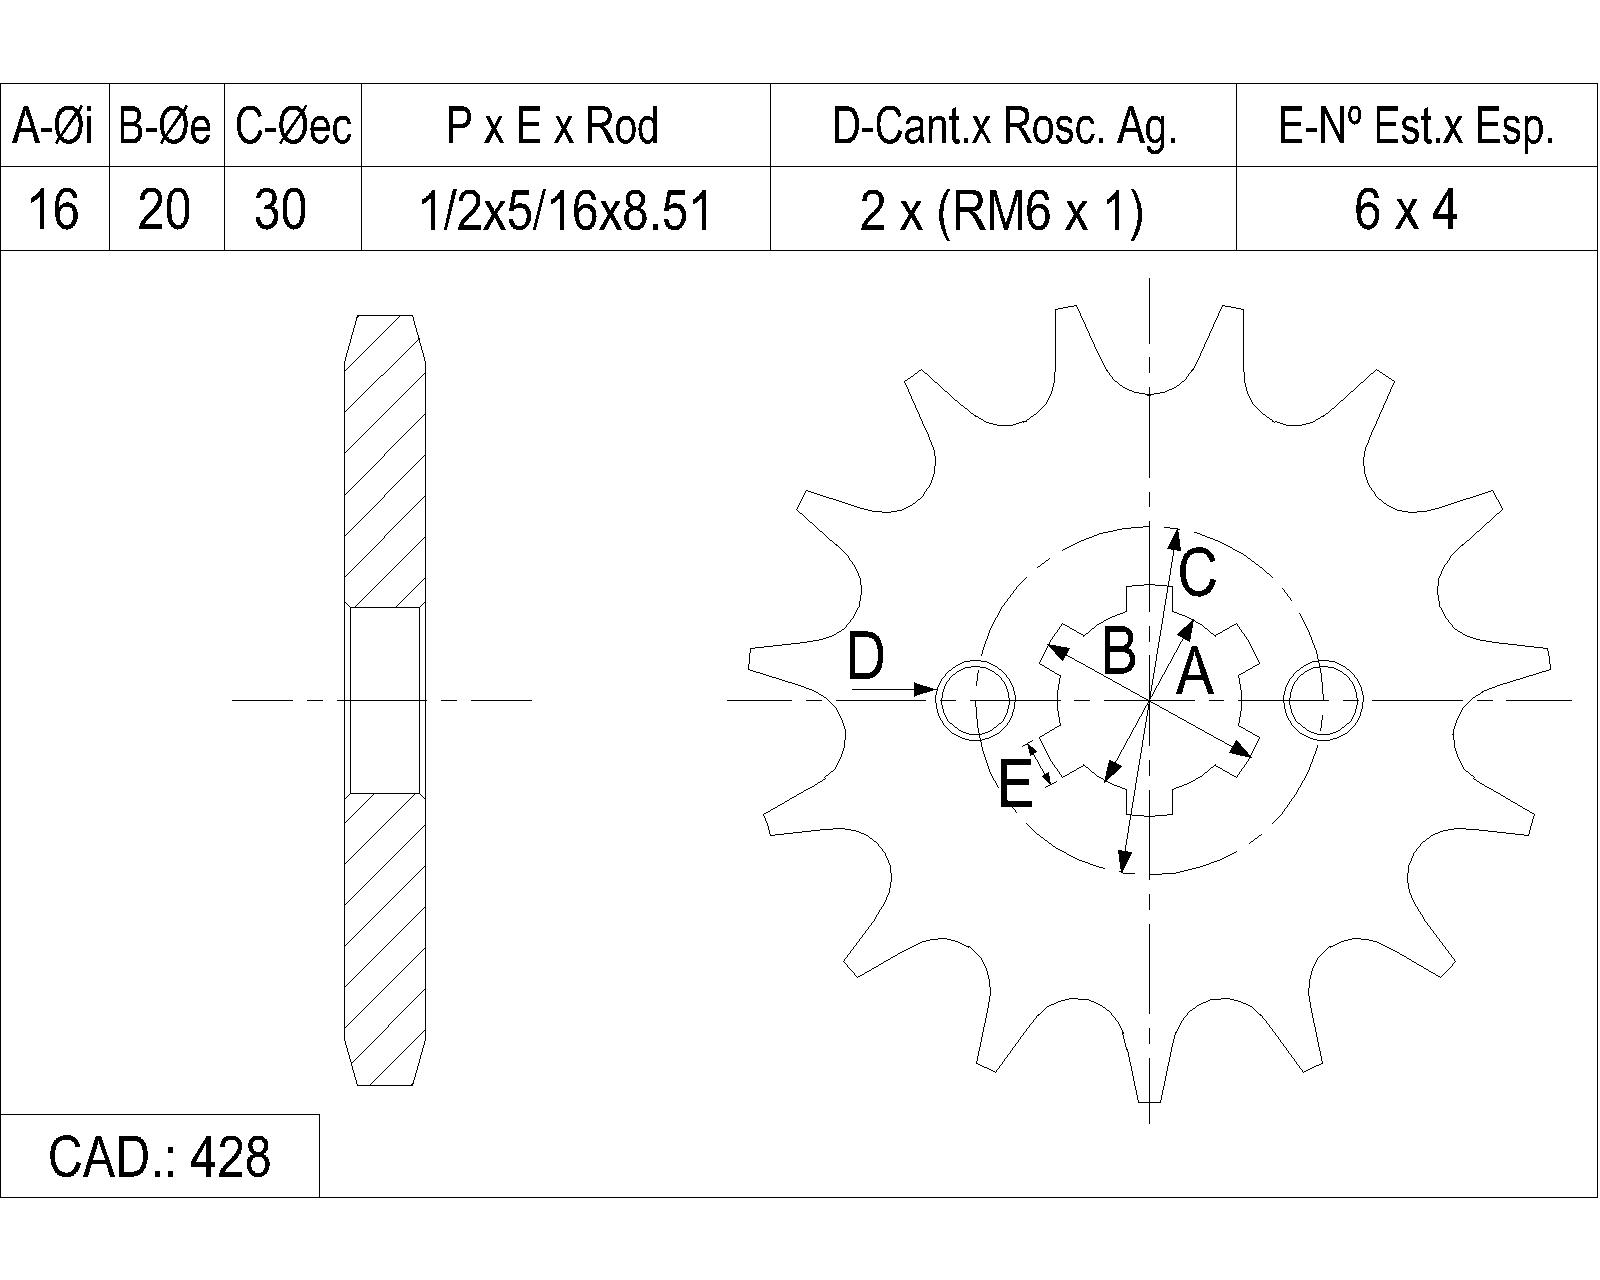 A-Øi B-Øe C-Øec P x E x Rod D-Cant.x Rosc. Ag. E-Nº Est.x Esp.
16 20 30 1/2x5/16x8.51 2 x (RM6 x 1) 6 x 4
C
B
A
D
E
CAD.: 428